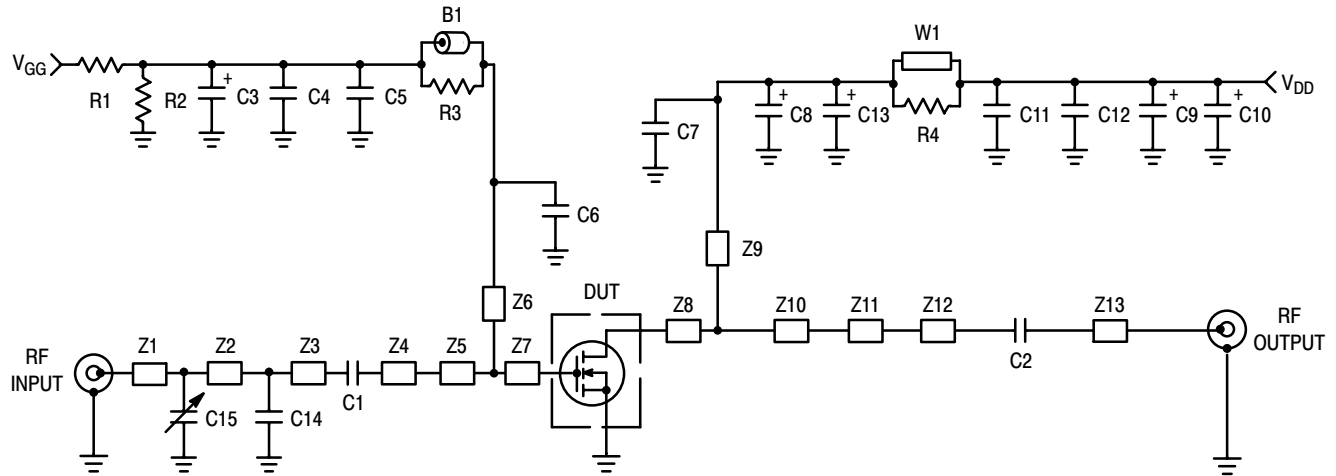 B1
W1
VGG
VDD
R1
R2
+
C3
C4
C5
R3
C7
+
C8
+
C13
R4
C11
C12
+
C9
+
C10
C6
Z9
Z6
DUT
Z8
Z10
Z11
Z12
Z13
RF
OUTPUT
C2
RF
INPUT
Z1
Z2
Z3
Z4
Z5
Z7
C15
C14
C1